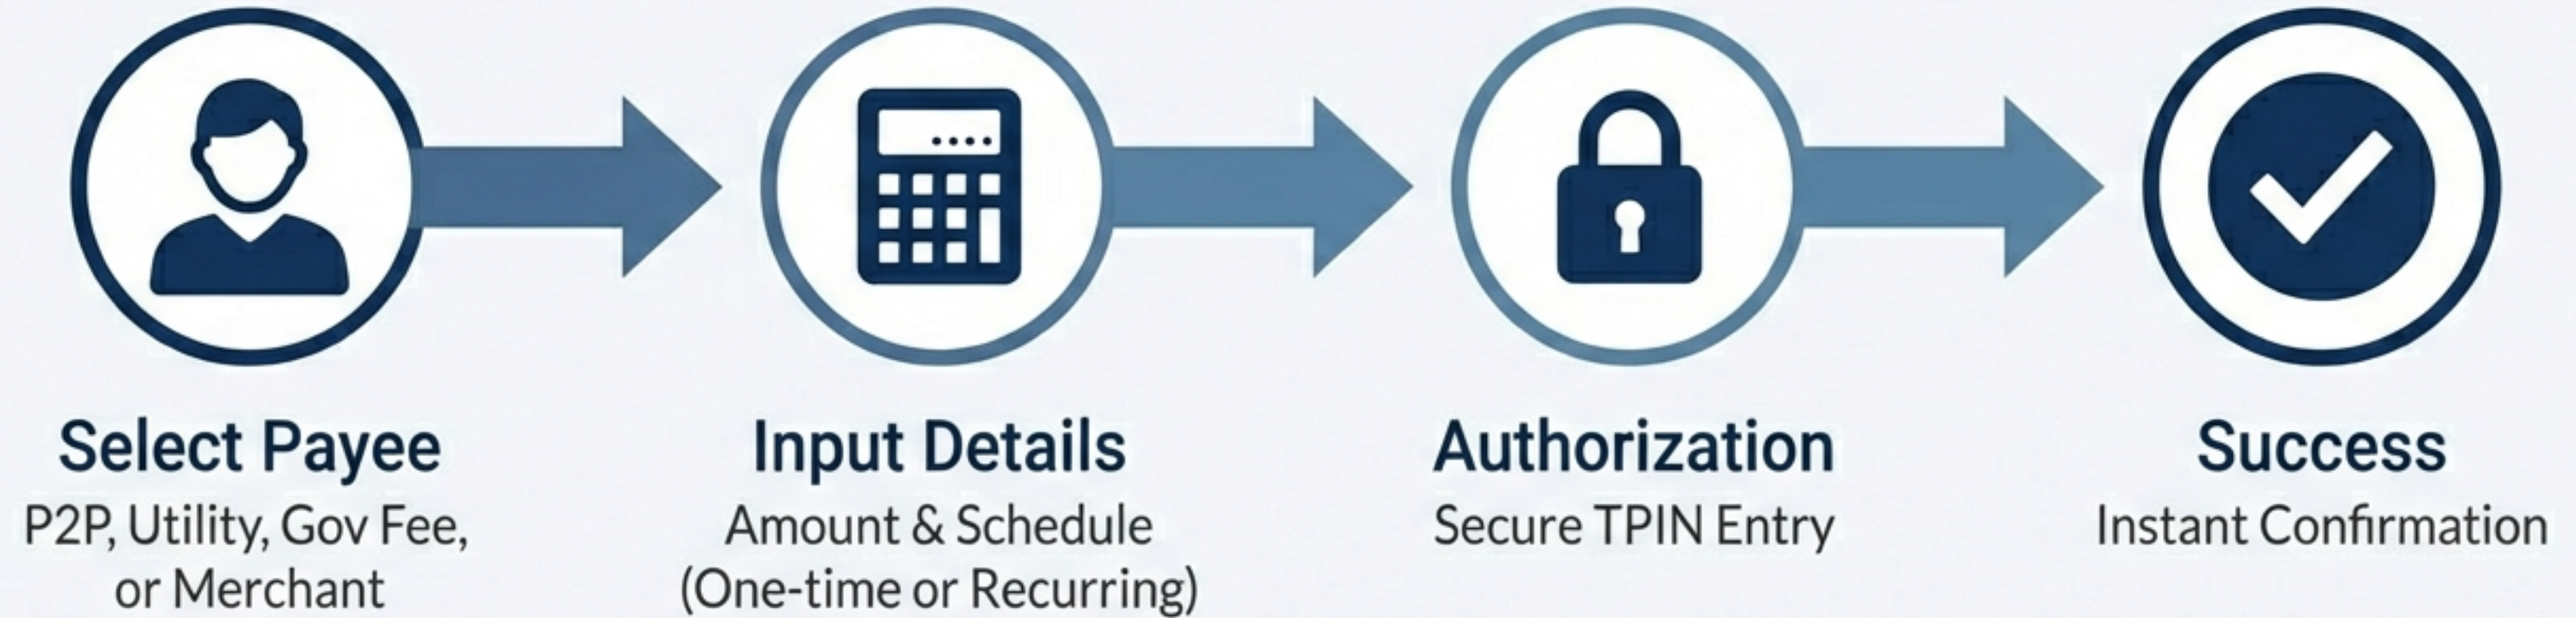 Select Payee
P2P, Utility, Gov Fee,
or Merchant
Input Details
Amount & Schedule
(One-time or Recurring)
Authorization
Secure TPIN Entry
Success
Instant Confirmation